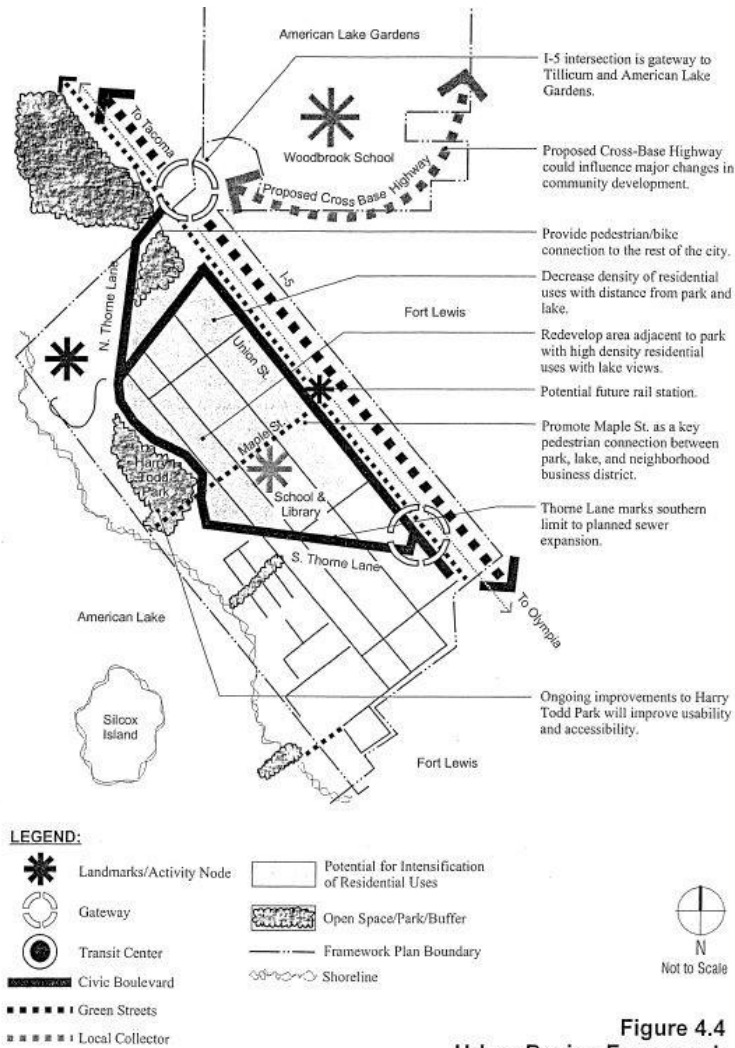 American Lake Gardens
I-5 intersection is gateway to
Tillicum and American Lake
Gardens.
To Tacoma
Woodbrook School
Proposed Cross Base Highway
Proposed Cross-Base Highway
could influence major changes in
community development.
Provide pedestrian/bike
connection to the rest of the city.
N. Thorne Lane
I-5
Decrease density of residential
uses with distance from park and
lake.
Fort Lewis
Union St.
Redevelop area adjacent to park
with high density residential
uses with lake views.
Potential future rail station.
Maple St.
Promote Maple St. as a key
pedestrian connection between
park, lake, and neighborhood
business district.
Harry
Todd
Park
School &
Library
Thorne Lane marks southern
limit to planned sewer
expansion.
S. Thorne Lane
To Olympia
American Lake
Silcox
Island
Ongoing improvements to Harry
Todd Park will improve usability
and accessibility.
Fort Lewis
LEGEND:
Landmarks/Activity Node
Gateway
Transit Center
Civic Boulevard
Green Streets
Local Collector
Potential for Intensification
of Residential Uses
Open Space/Park/Buffer
Framework Plan Boundary
Shoreline
N
Not to Scale
Figure 4.4